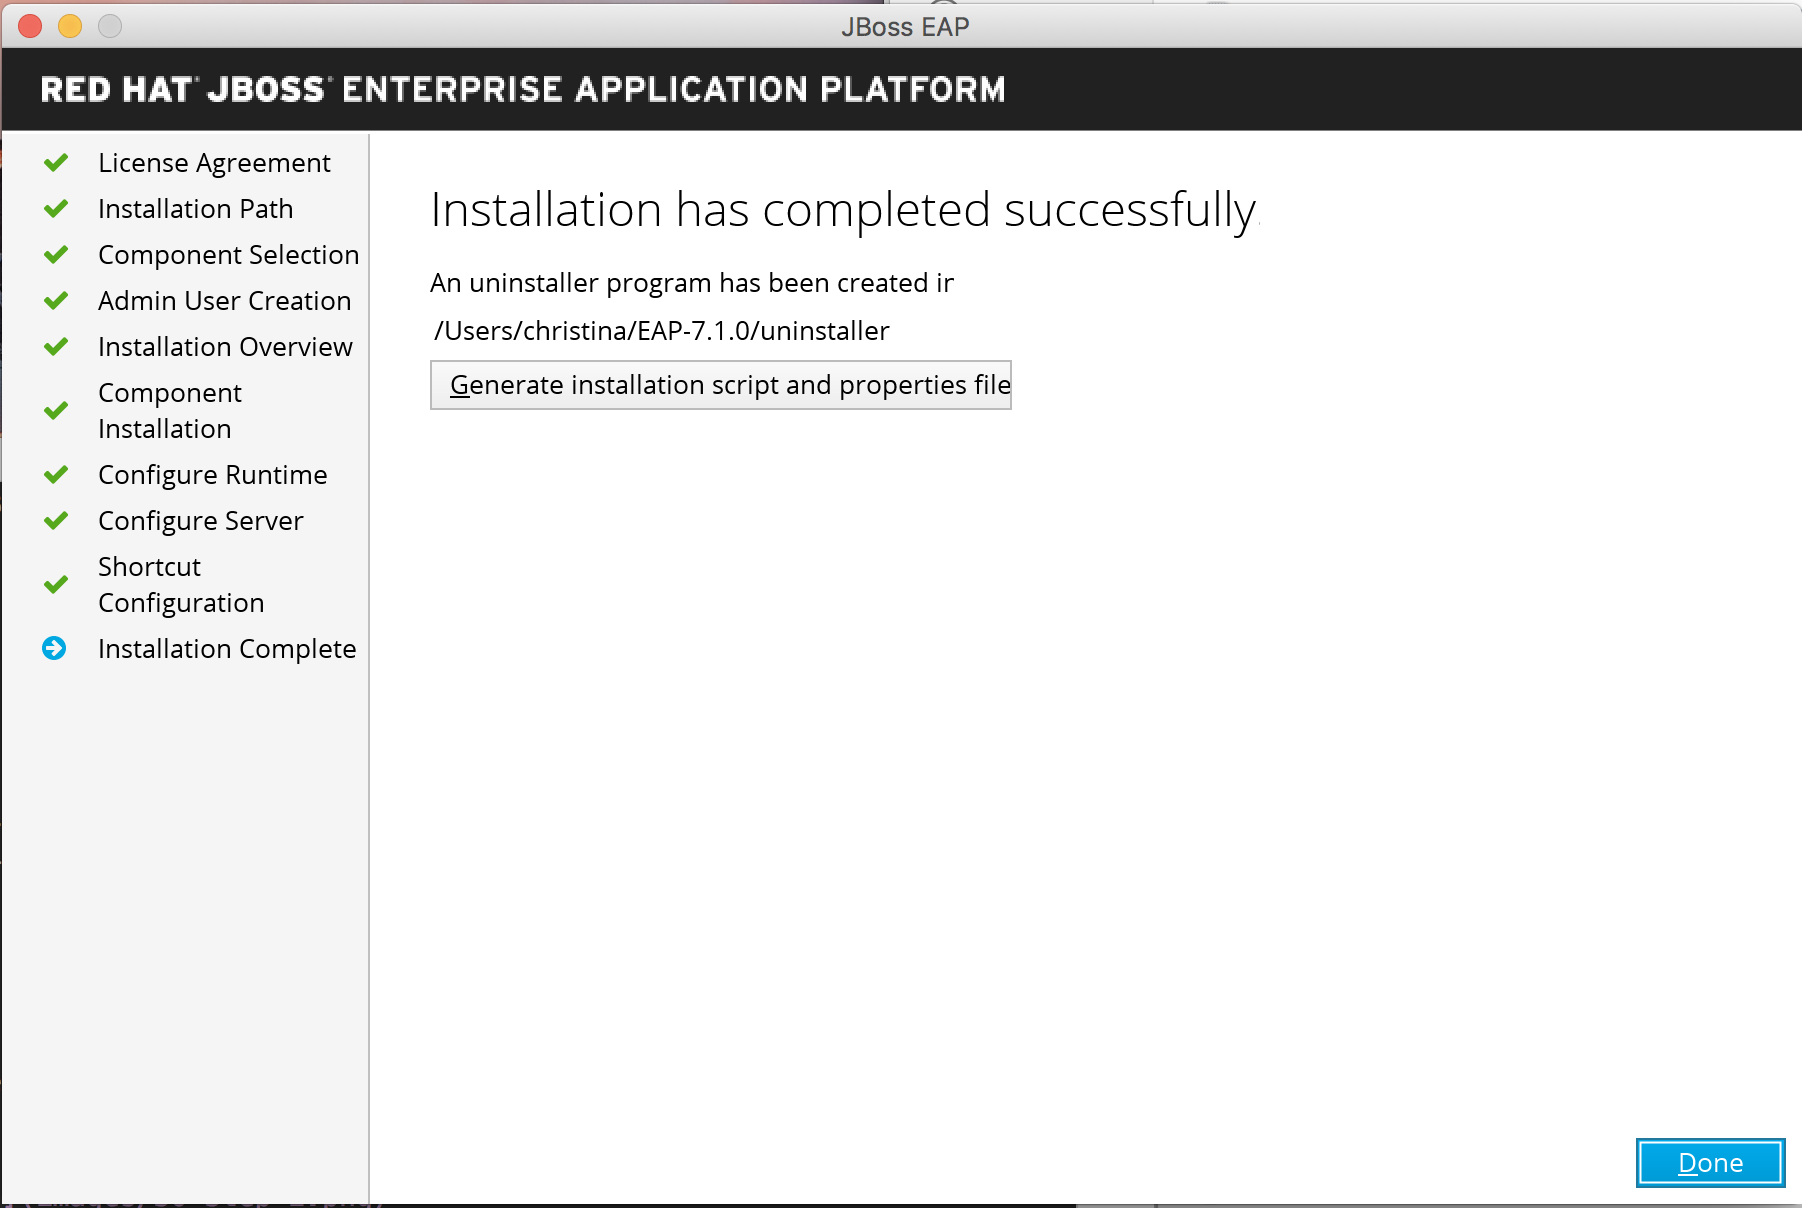 JBoss EAP
RED HAT JBOSS ENTERPRISE APPLICATION PLATFORM
License Agreement
Installation Path
Component Selection
Admin User Creation
Installation Overview
Component
Installation
Configure Runtime
Configure Server
Shortcut
Configuration
Installation Complete
Installation has completed successfully.
An uninstaller program has been created in
/Users/christina/EAP-7.1.0/uninstaller
Generate installation script and properties file
Done